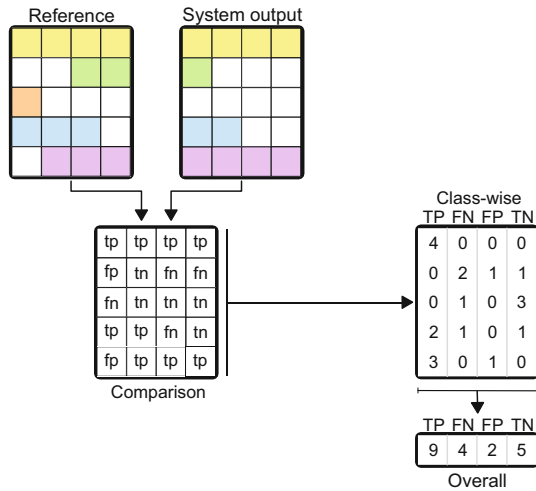 Reference System output
tp tp tp tp
fp tn fn fn
fn tn tn tn
tp tp fn tn
fp tp tp tp
Comparison
Class-wise
TP FN FP TN
4 0 0 0
0 2 1 1
0 1 0 3
2 1 0 1
3 0 1 0
TP FN FP TN
9 4 2 5
Overall